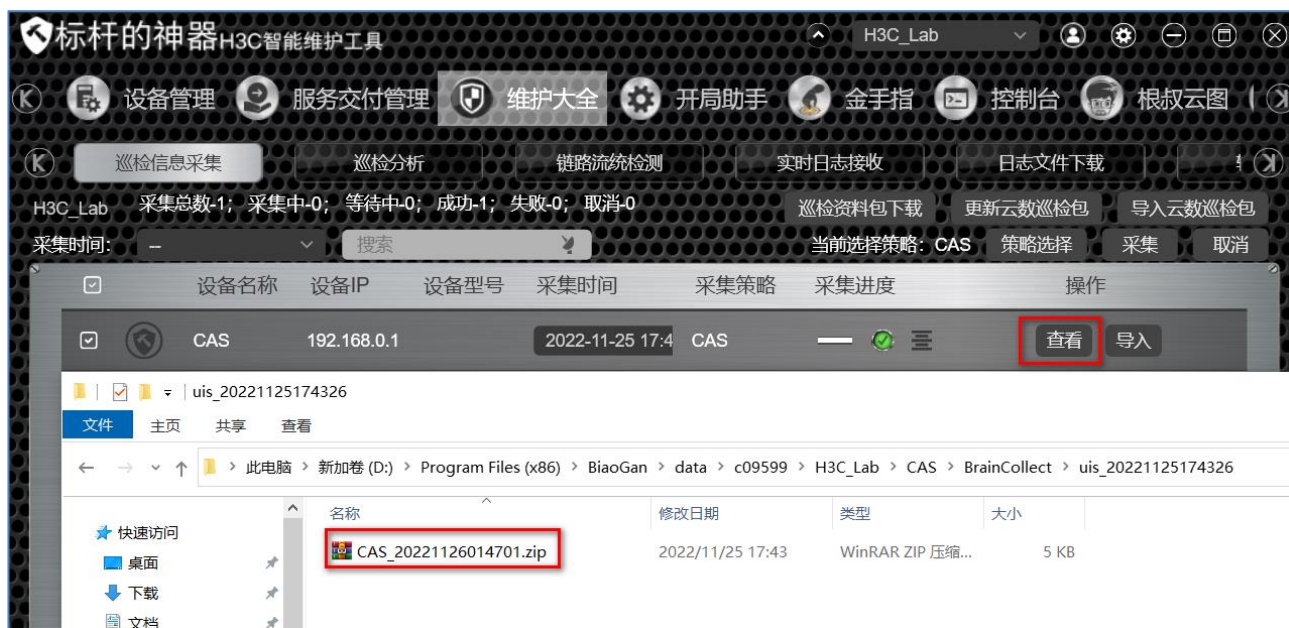 标杆的神器H3C智能维护工具 H3C_Lab
设备管理 服务交付管理 维护大全 开局助手 金手指 控制台 根叔云图
巡检信息采集 巡检分析 链路流统检测 实时日志接收 日志文件下载
H3C_Lab 采集总数-1； 采集中-0； 等待中-0； 成功-1； 失败-0； 取消-0 巡检资料包下载 更新云数巡检包 导入云数巡检包
采集时间： -- 搜索 当前选择策略：CAS 策略选择 采集 取消
设备名称 设备IP 设备型号 采集时间 采集策略 采集进度 操作
CAS 192.168.0.1 2022-11-25 17:4 CAS 查看 导入
uis_20221125174326
文件 主页 共享 查看
此电脑 > 新加卷 (D:) > Program Files (x86) > BiaoGan > data > c09599 > H3C_Lab > CAS > BrainCollect > uis_20221125174326
名称 修改日期 类型 大小
快速访问
CAS_20221126014701.zip 2022/11/25 17:43 WinRAR ZIP 压缩... 5 KB
桌面
下载
文档